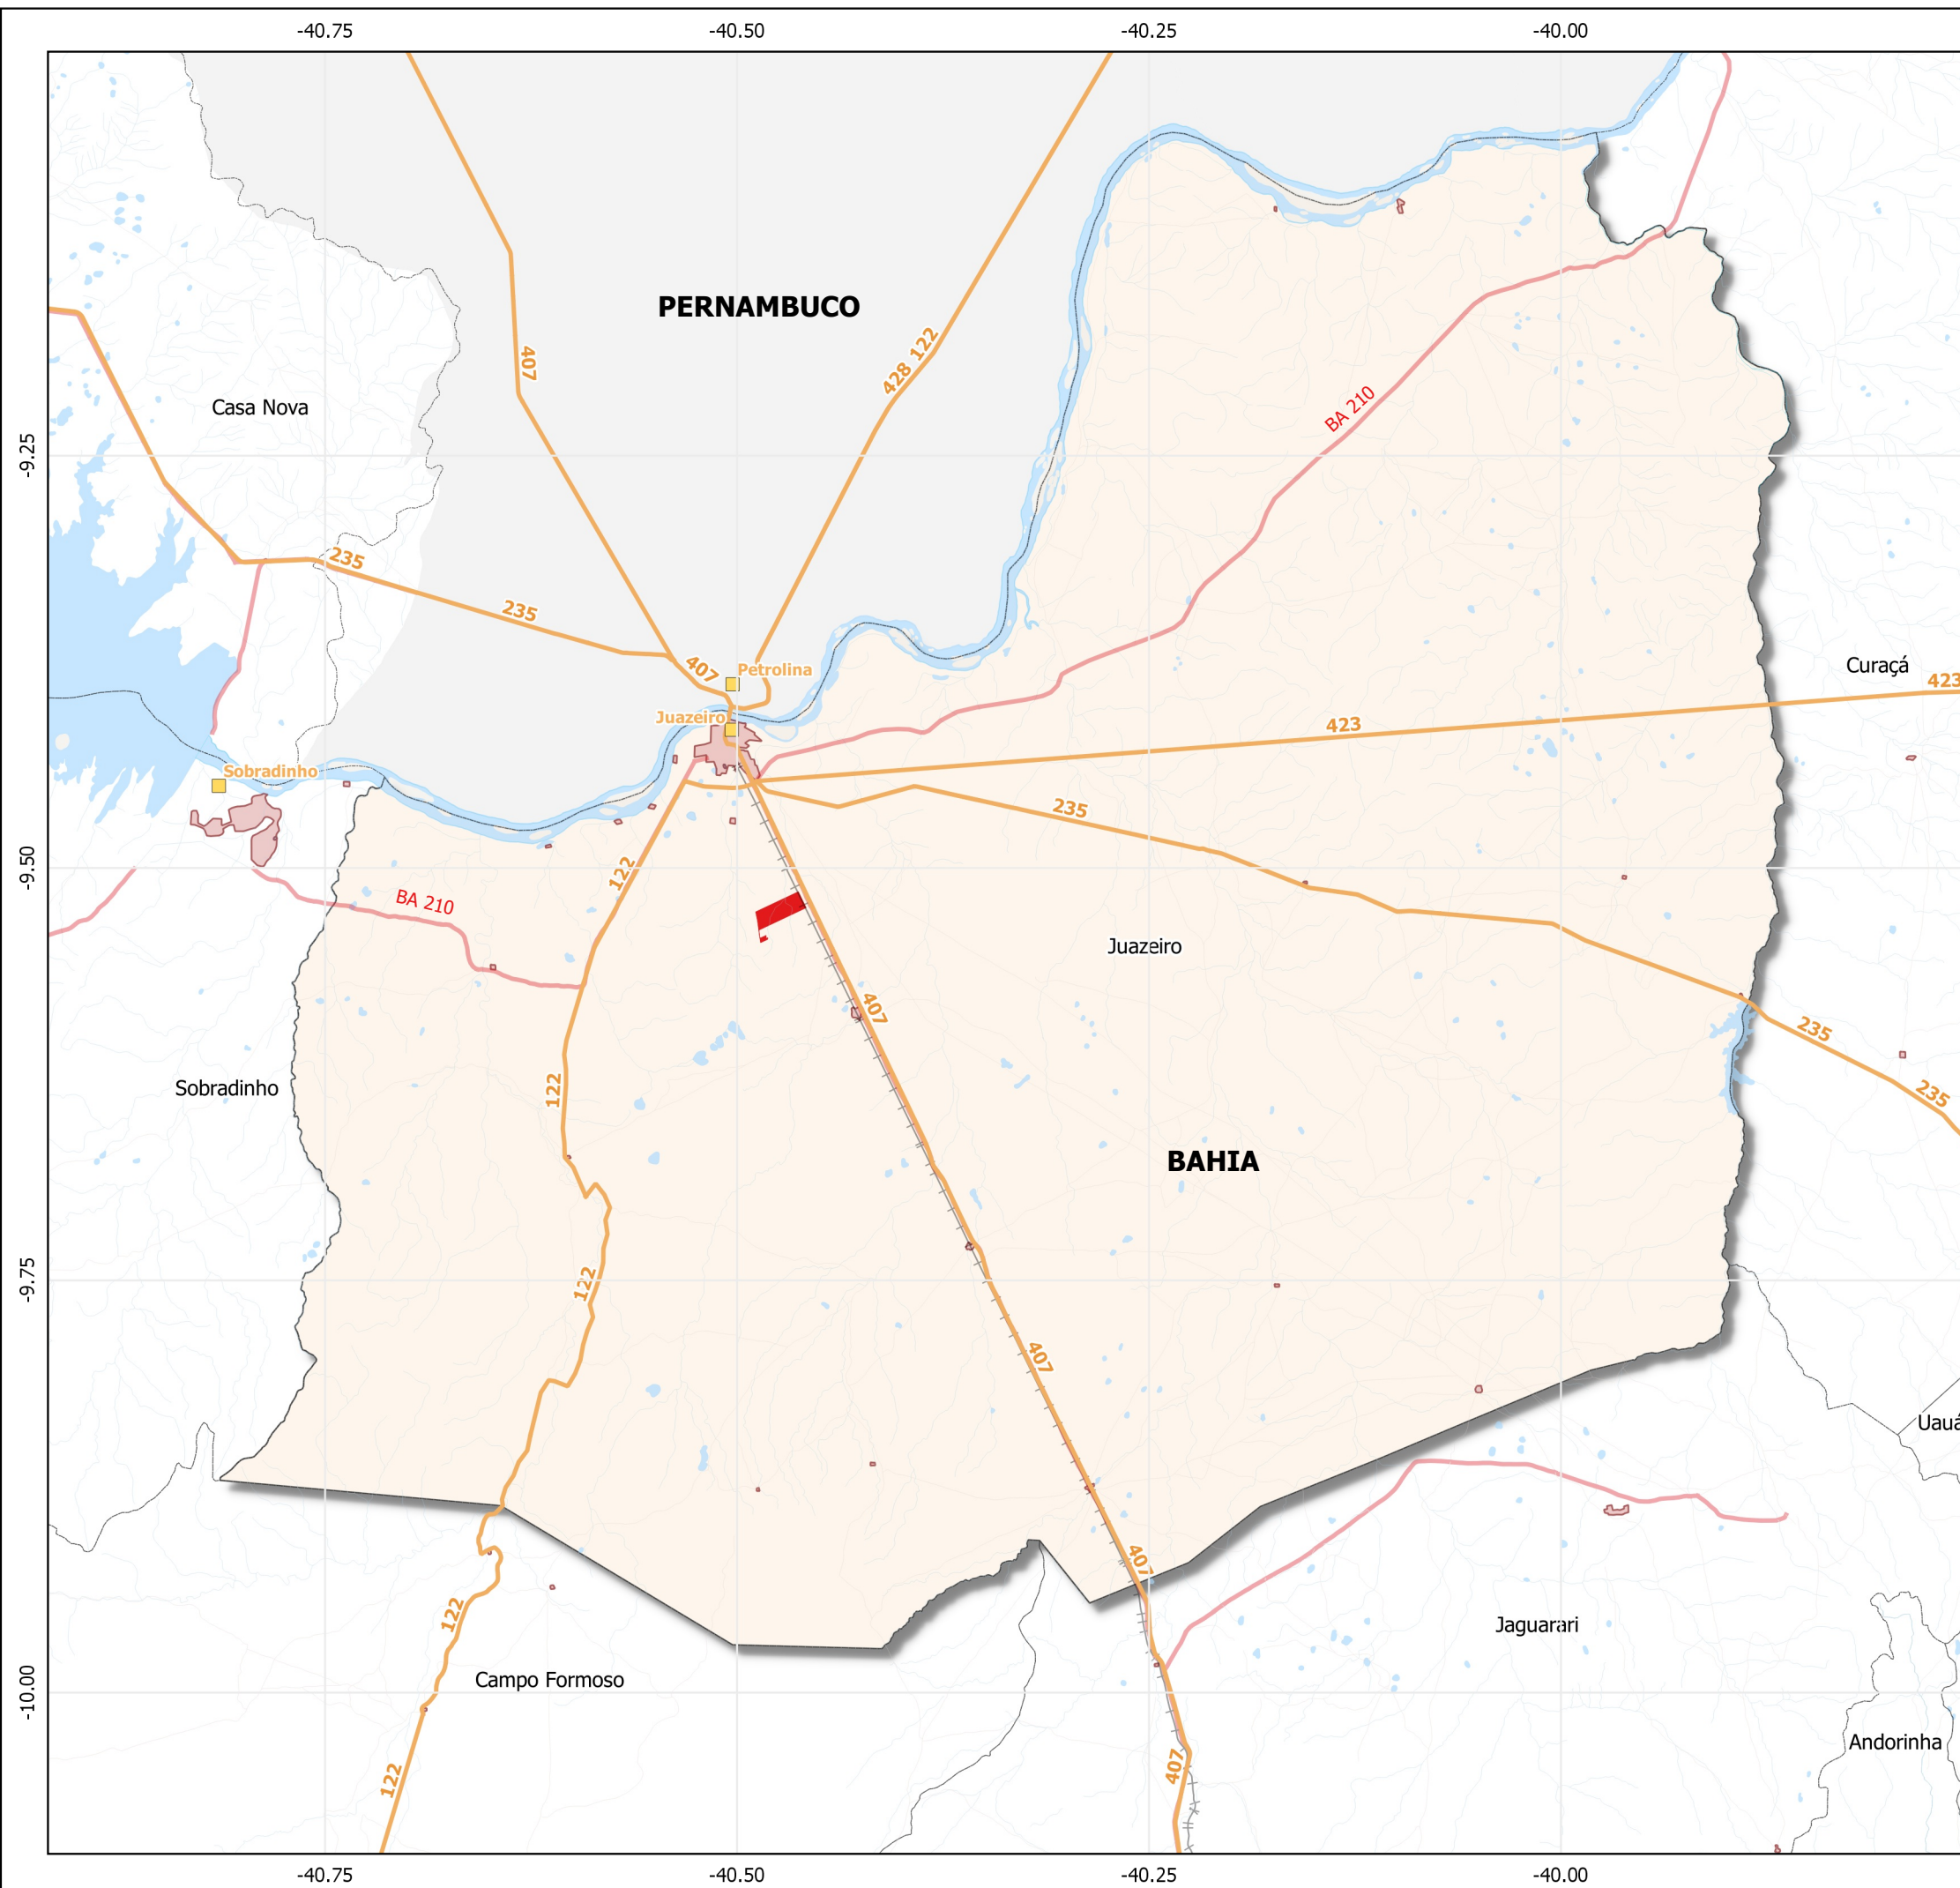 -40.75 -40.50 -40.25 -40.00
PERNAMBUCO
407
428 122
BA 210
Casa Nova
-9.25
235
235
407
Petrolina
Juazeiro
Curaçá
423
423
Sobradinho
235
122
-9.50
BA 210
Juazeiro
407
235
Sobradinho
122
235
BAHIA
122
-9.75
407
Uauá
407
122
Jaguarari
Campo Formoso
-10.00
Andorinha
122
407
-40.75 -40.50 -40.25 -40.00